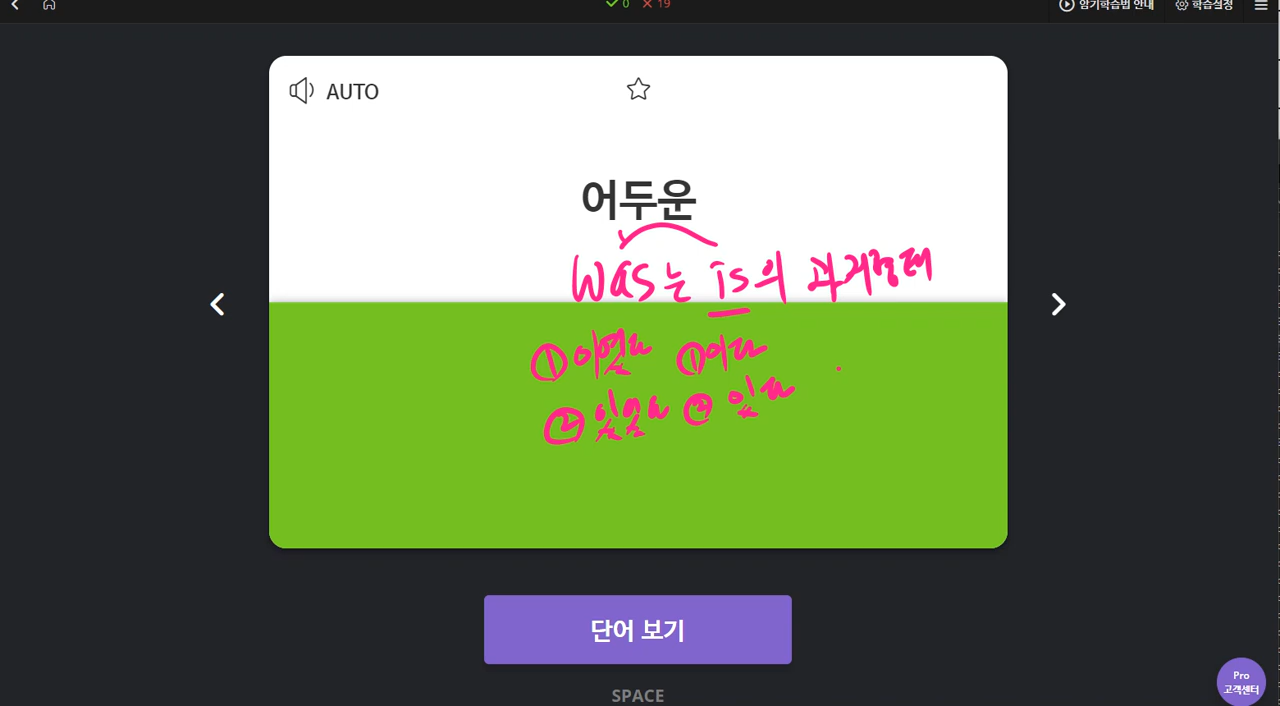 0 19 암기학습법 안내 학습설정
AUTO
어두운
was는 is의 과거형태
① 이었다 ① 이다
② 있었다 ② 있다
단어 보기
SPACE
Pro
고객센터